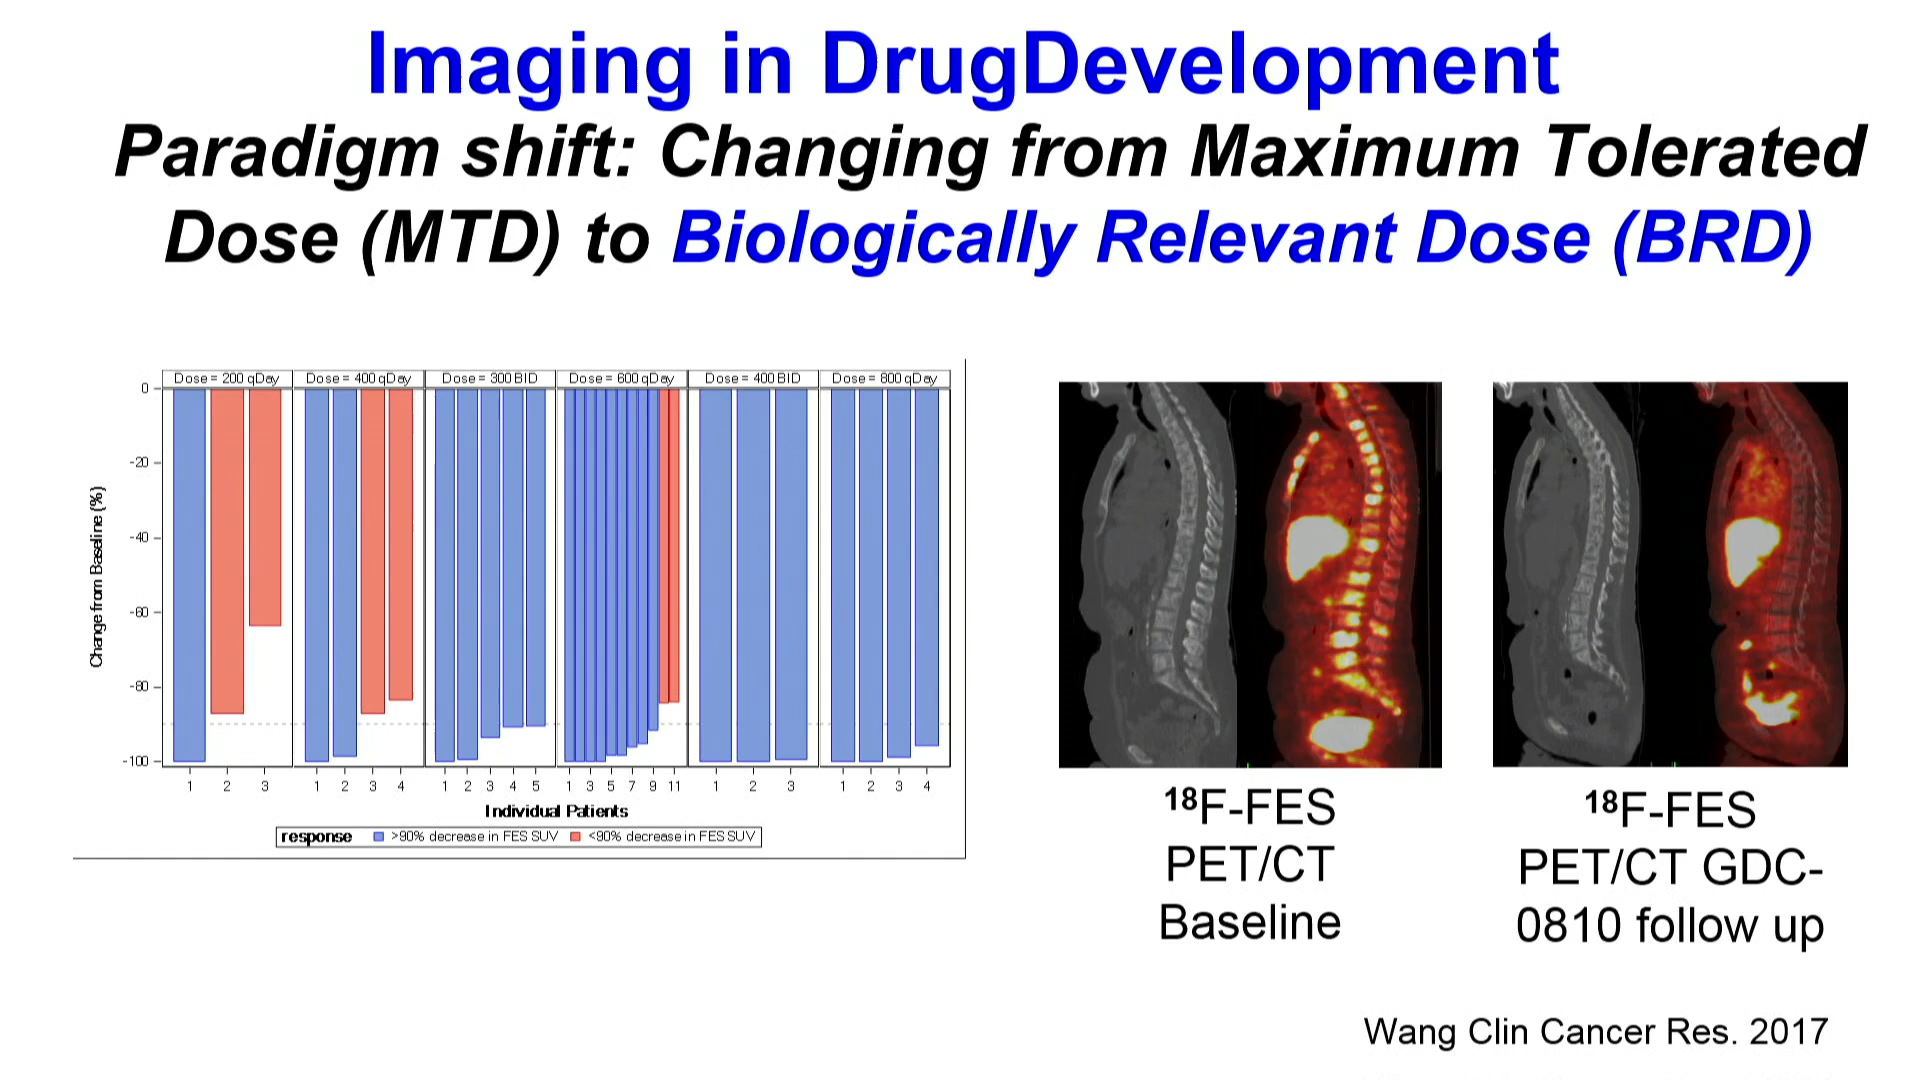 Imaging in DrugDevelopment
Paradigm shift: Changing from Maximum Tolerated
Dose (MTD) to Biologically Relevant Dose (BRD)
Dose = 200 qDay
Dose = 400 qDay
Dose = 300 BID
Dose = 600 qDay
Dose = 400 BID
Dose = 800 qDay
Change from Baseline (%)
0
-20
-40
-60
-80
-100
1 2 3
1 2 3 4
1 2 3 4 5
1 3 5 7 9 11
1 2 3
1 2 3 4
Individual Patients
response >90% decrease in FES SUV <90% decrease in FES SUV
18F-FES
PET/CT
Baseline
18F-FES
PET/CT GDC-
0810 follow up
Wang Clin Cancer Res. 2017